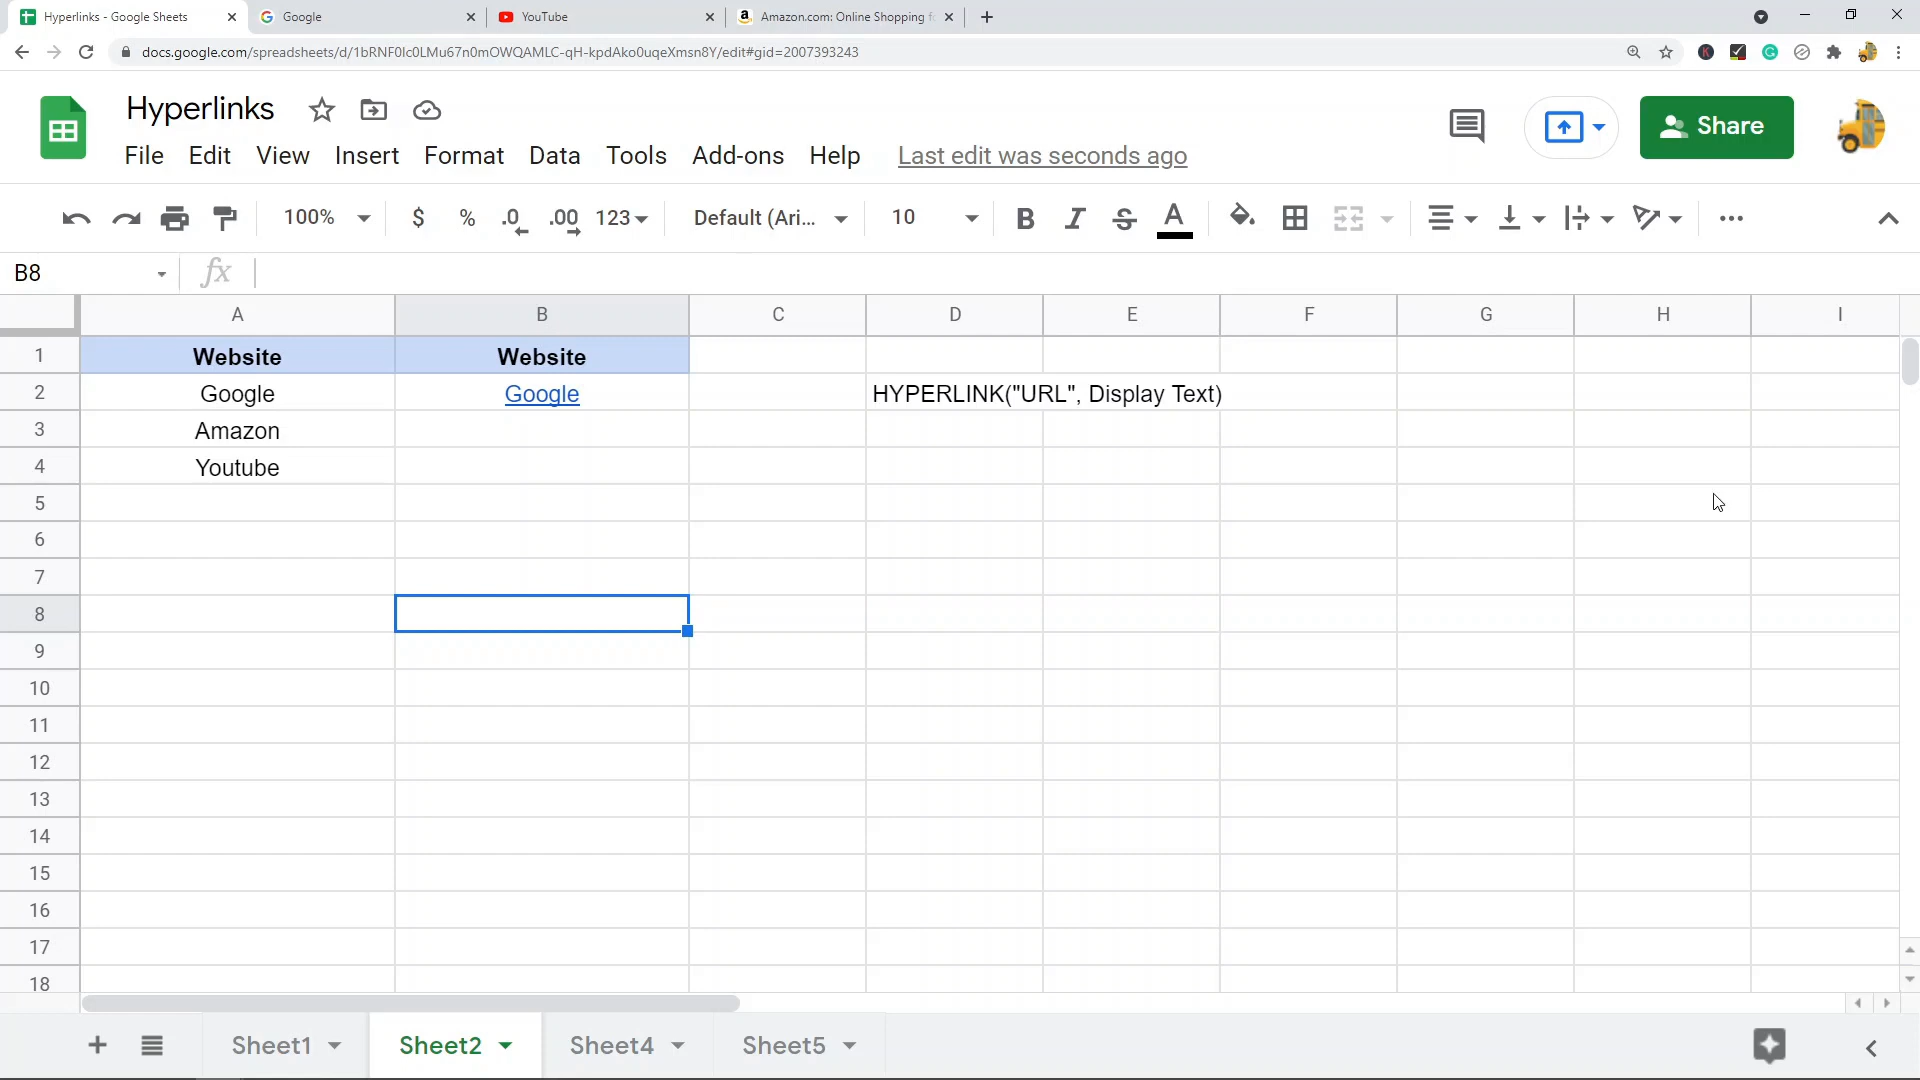 Hyperlinks - Google Sheets
Google
YouTube
Amazon.com: Online Shopping
docs.google.com/spreadsheets/d/1bRNF0Ic0LMu67n0mOWQAMLC-qH-kpdAko0uqeXmsn8Y/edit#gid=2007393243
Hyperlinks
File Edit View Insert Format Data Tools Add-ons Help Last edit was seconds ago
Share
100% $ % .0 .00 123 Default (Ari... 10 B I S A
B8 fx
A B C D E F G H I
1 Website Website
2 Google Google HYPERLINK("URL", Display Text)
3 Amazon
4 Youtube
5
6
7
8
9
10
11
12
13
14
15
16
17
18
Sheet1 Sheet2 Sheet4 Sheet5